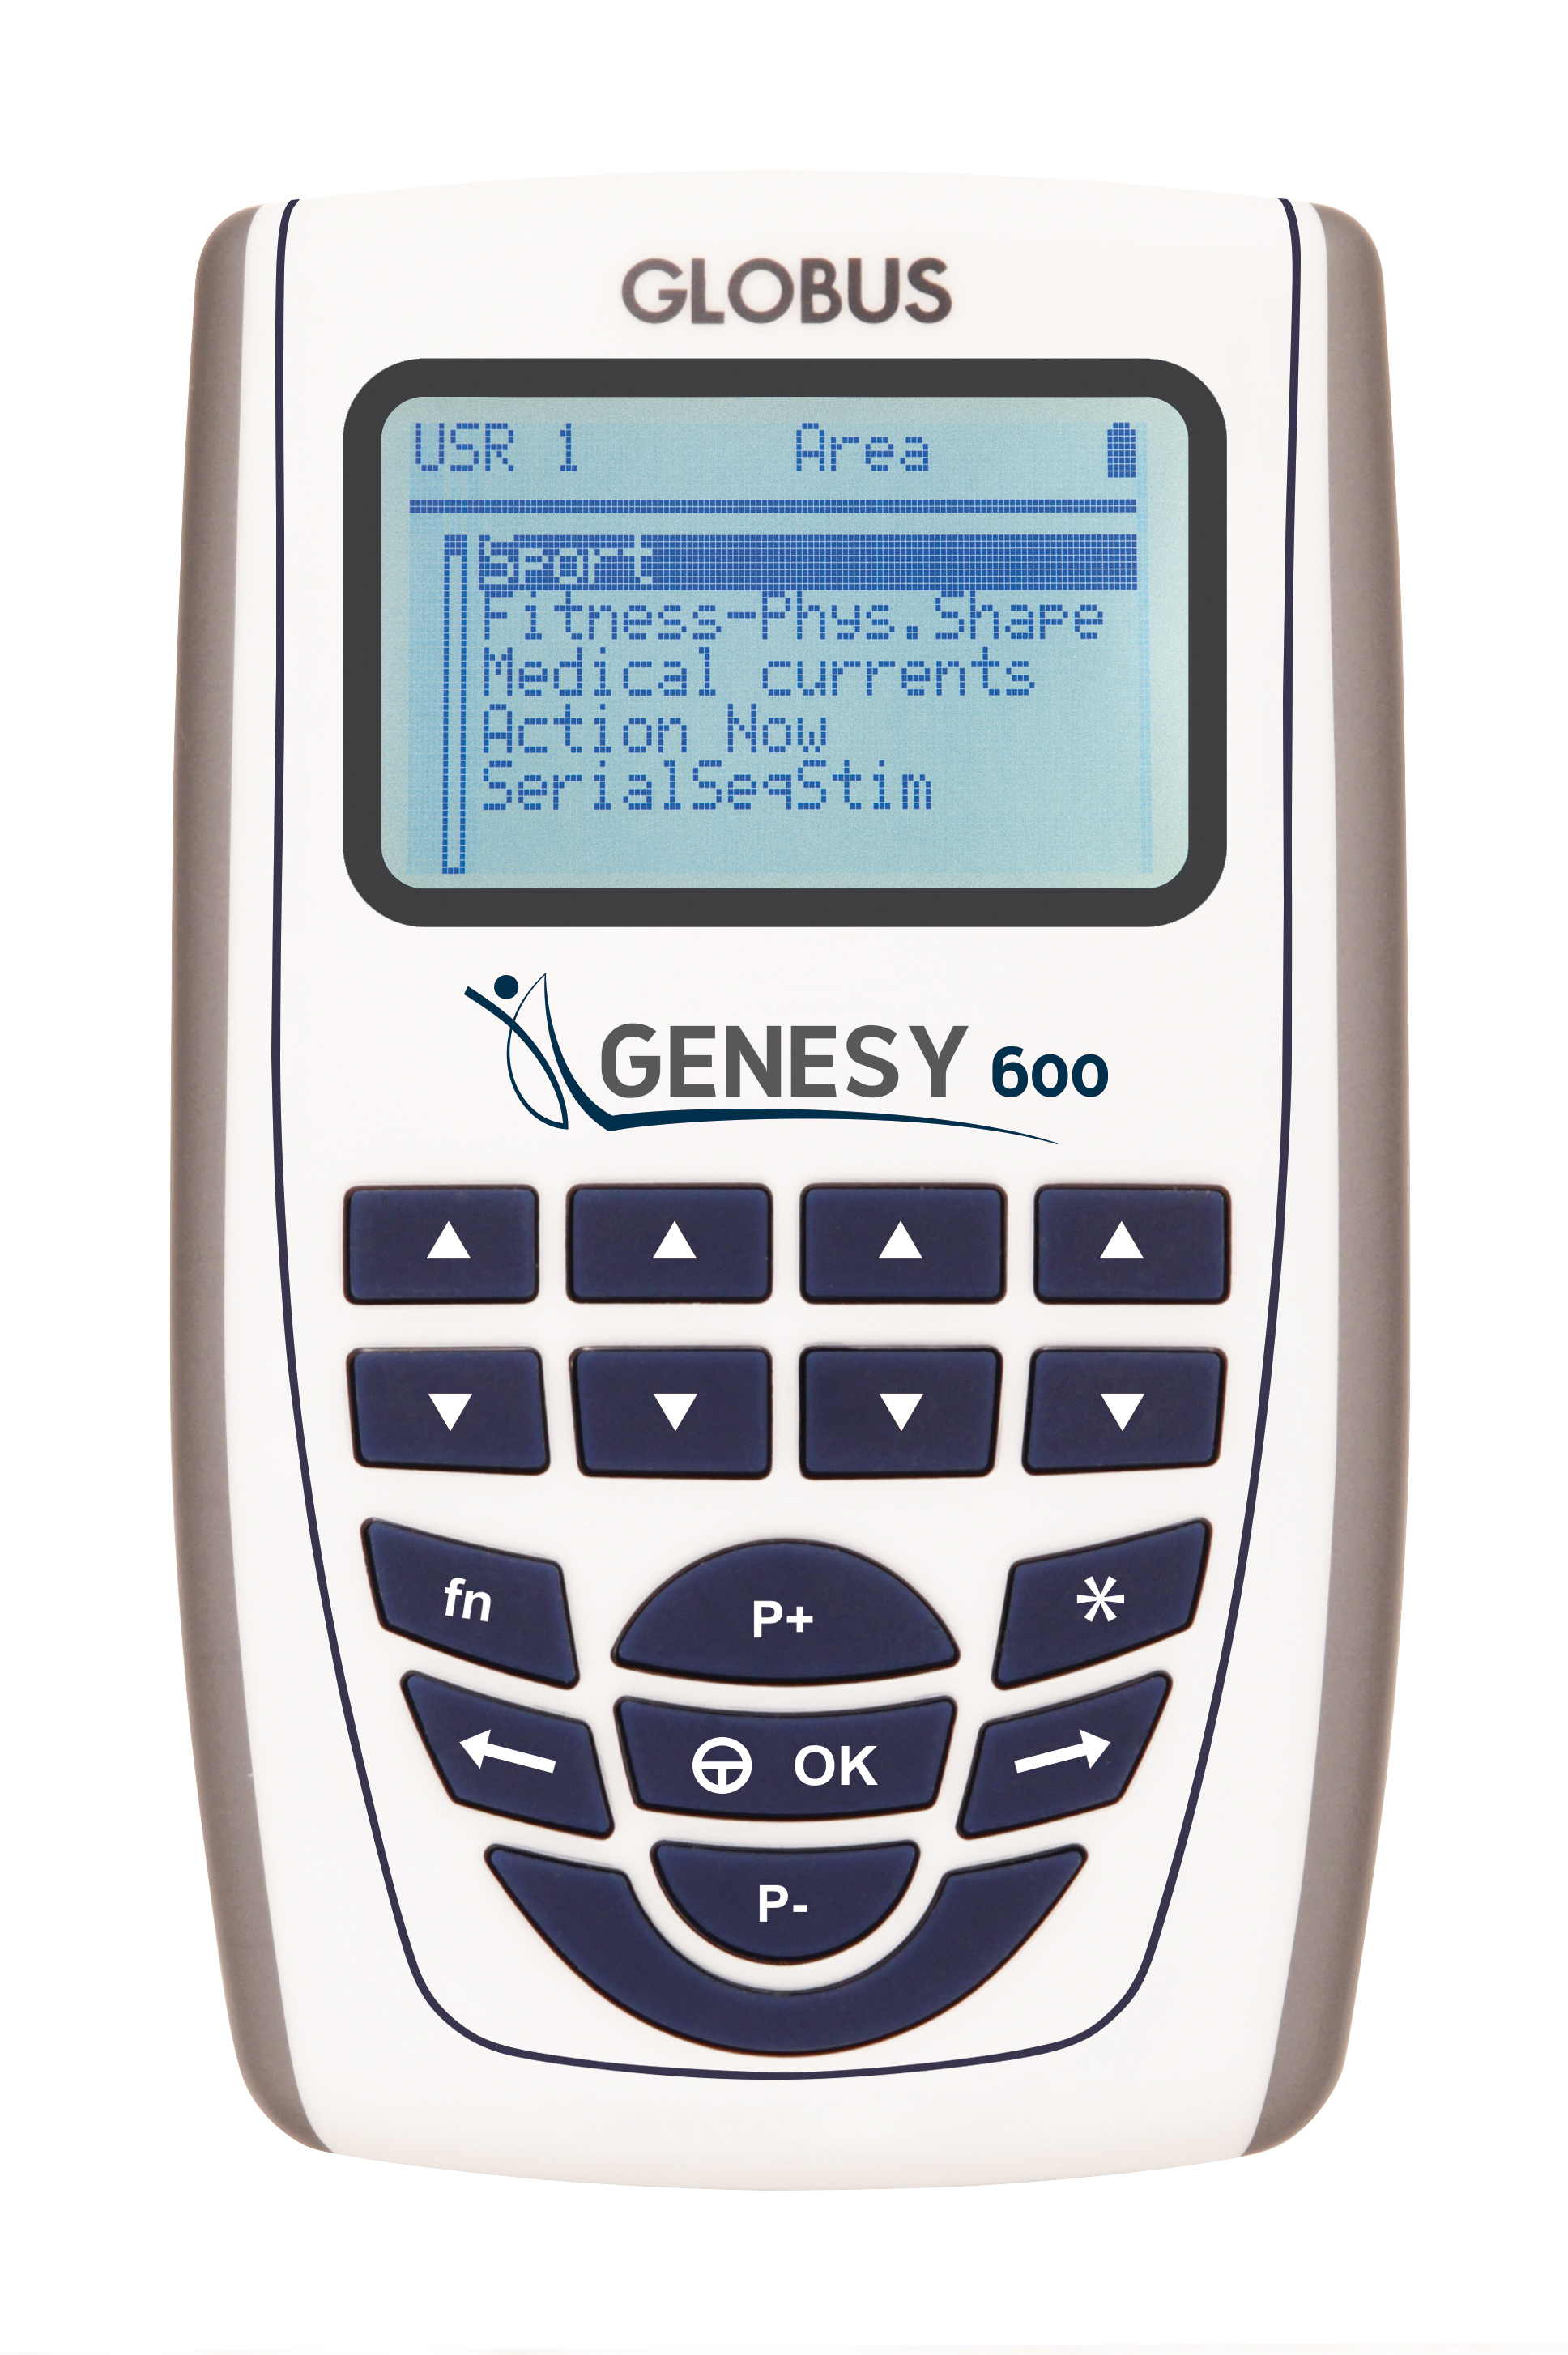 GLOBUS
USR 1 Area
Sport
Fitness-Phys.Shape
Medical currents
Action Now
SerialSeqStim
GENESY 600
fn
P+
*
OK
P-